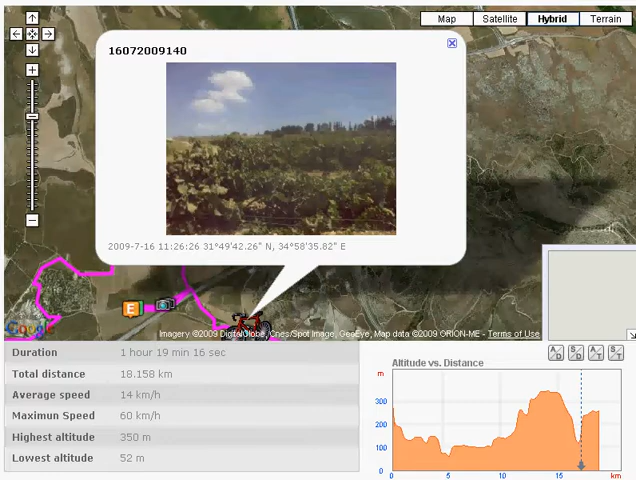 Map
Satellite
Hybrid
Terrain
16072009140
2009-7-16 11:26:26 31°49'42.26" N, 34°58'35.82" E
E
Google
Imagery ©2009 DigitalGlobe, Cnes/Spot Image, GeoEye, Map data ©2009 ORION-ME - Terms of Use
Duration 1 hour 19 min 16 sec
Total distance 18.158 km
Average speed 14 km/h
Maximun Speed 60 km/h
Highest altitude 350 m
Lowest altitude 52 m
A/D S/D A/T S/T
Altitude vs. Distance
m
300
200
100
0
5
10
15
km